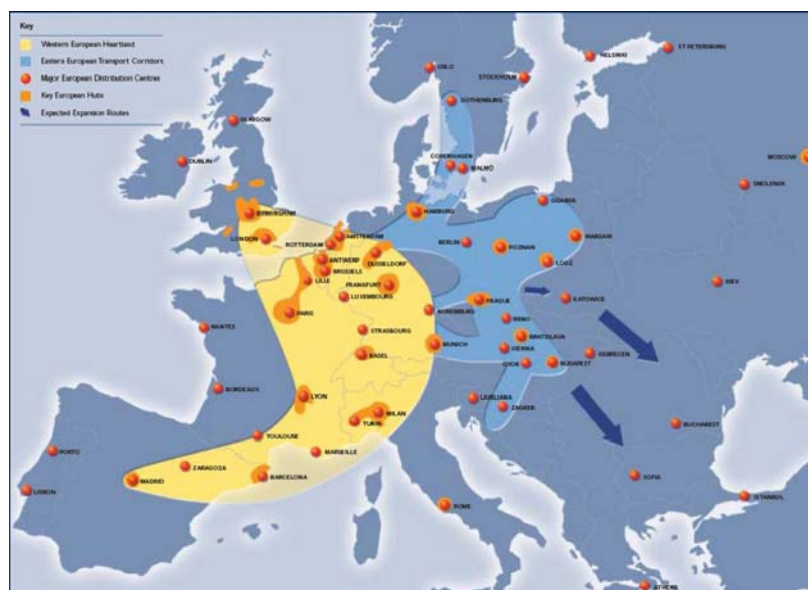 Key
Western European Heartland
Eastern European Transport Corridors
Major European Distribution Centres
Key European Hubs
Expected Expansion Routes
OSLO
HELSINKI
ST PETERSBURG
STOCKHOLM
GOTHENBURG
GLASGOW
DUBLIN
COPENHAGEN
MALMÖ
MOSCOW
SMOLENSK
BIRMINGHAM
HAMBURG
GDANSK
LONDON
AMSTERDAM
ROTTERDAM
BERLIN
POZNAN
WARSAW
ANTWERP
DUSSELDORF
LODZ
BRUSSELS
LILLE
FRANKFURT
LUXEMBOURG
KIEV
PRAGUE
KATOWICE
PARIS
NUREMBURG
BRNO
NANTES
STRASBOURG
BRATISLAVA
MUNICH
VIENNA
BASEL
DEBRECEN
GYOR
BUDAPEST
BORDEAUX
LYON
LJUBLJANA
ZAGREB
MILAN
TURIN
BUCHAREST
TOULOUSE
PORTO
MARSEILLE
ZARAGOZA
BARCELONA
MADRID
SOFIA
LISBON
ISTANBUL
ROME
ATHENS